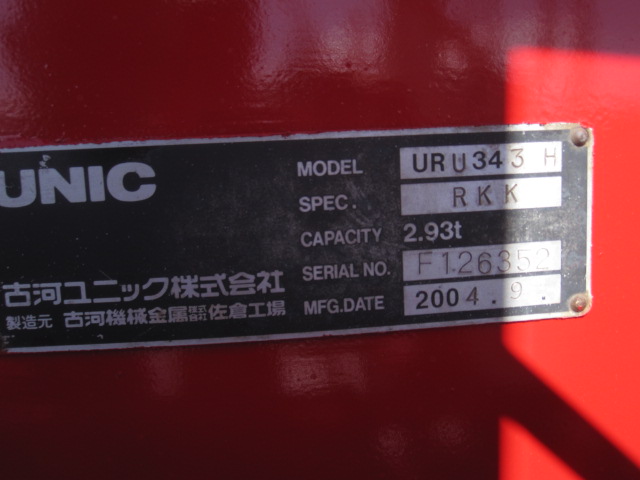 UNIC
MODEL URU343H
SPEC. RKK
CAPACITY 2.93t
SERIAL NO. F126352
MFG.DATE 2004.9.
古河ユニック株式会社
製造元 古河機械金属株式会社佐倉工場